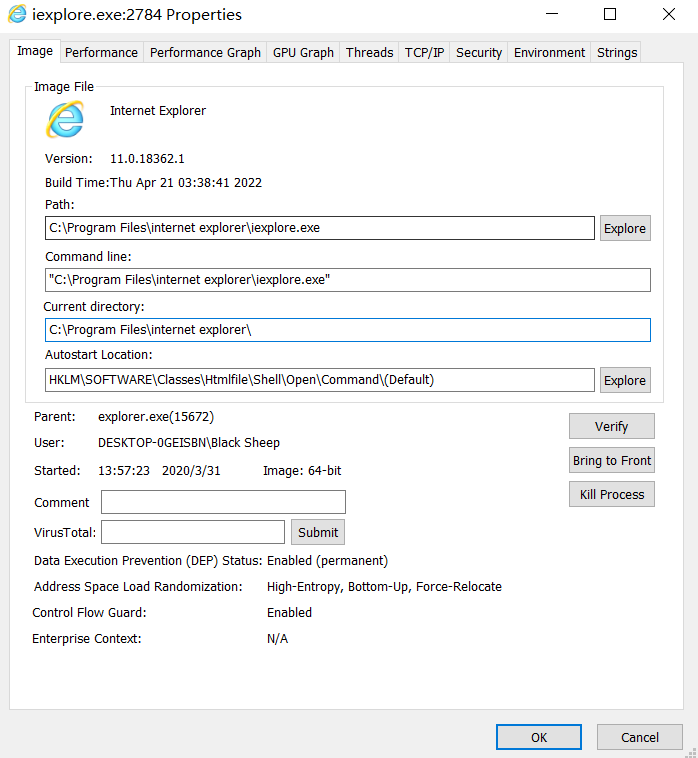 iexplore.exe:2784 Properties
Image Performance Performance Graph GPU Graph Threads TCP/IP Security Environment Strings
Image File
Internet Explorer
Version: 11.0.18362.1
Build Time:Thu Apr 21 03:38:41 2022
Path:
C:\Program Files\internet explorer\iexplore.exe Explore
Command line:
"C:\Program Files\internet explorer\iexplore.exe"
Current directory:
C:\Program Files\internet explorer\
Autostart Location:
HKLM\SOFTWARE\Classes\Htmlfile\Shell\Open\Command\(Default) Explore
Parent: explorer.exe(15672) Verify
User: DESKTOP-0GEISBN\Black Sheep
Bring to Front
Started: 13:57:23 2020/3/31 Image: 64-bit
Kill Process
Comment
VirusTotal: Submit
Data Execution Prevention (DEP) Status: Enabled (permanent)
Address Space Load Randomization: High-Entropy, Bottom-Up, Force-Relocate
Control Flow Guard: Enabled
Enterprise Context: N/A
OK Cancel